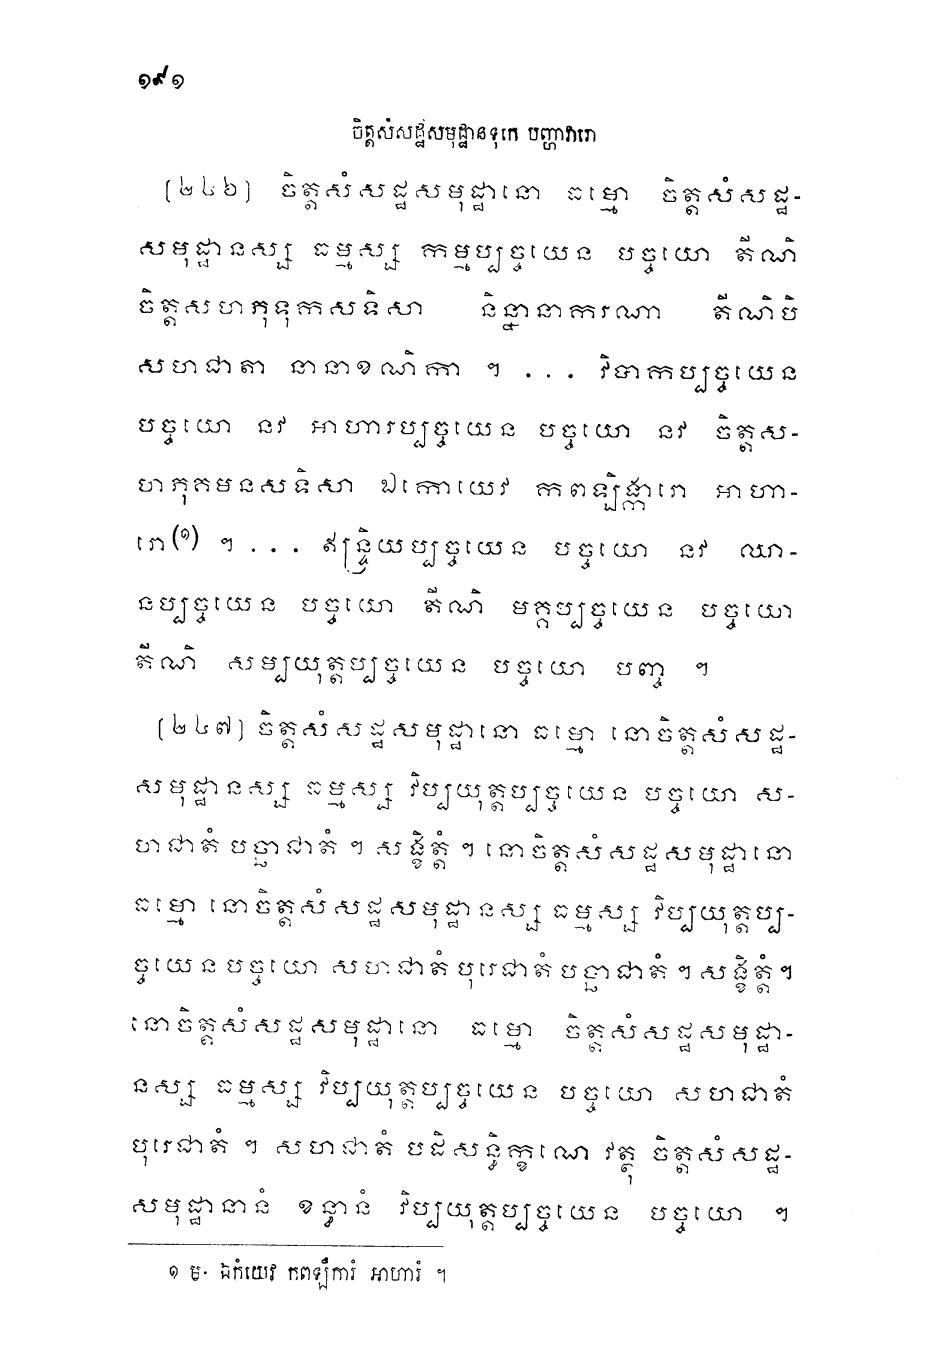 ១៩១
ចិត្តសំសដ្ឋសមុដ្ឋានទុកេ បញ្ហាវារោ
[២៤៦] ចិត្តសំសដ្ឋសមុដ្ឋានោ ធម្មោ ចិត្តសំសដ្ឋ-
សមុដ្ឋានស្ស ធម្មស្ស កម្មប្បច្ចយេន បច្ចយោ តីណិ
ចិត្តសហភុទុកសទិសា និន្នានាករណា តីណិបិ
សហជាតា នានាខណិកា ។ ... វិបាកប្បច្ចយេន
បច្ចយោ នវ អាហារប្បច្ចយេន បច្ចយោ នវ ចិត្តស-
ហភុគមនសទិសា ឯកោយេវ កពឡិង្ការោ អាហា-
រោ(១) ។ ... ឥន្ទ្រិយប្បច្ចយេន បច្ចយោ នវ ឈា-
នប្បច្ចយេន បច្ចយោ តីណិ មគ្គប្បច្ចយេន បច្ចយោ
តីណិ សម្បយុត្តប្បច្ចយេន បច្ចយោ បញ្ច ។
[២៤៧] ចិត្តសំសដ្ឋសមុដ្ឋានោ ធម្មោ នោចិត្តសំសដ្ឋ-
សមុដ្ឋានស្ស ធម្មស្ស វិប្បយុត្តប្បច្ចយេន បច្ចយោ ស-
ហជាតំ បច្ឆាជាតំ ។ សង្ខិត្តំ ។ នោចិត្តសំសដ្ឋសមុដ្ឋានោ
ធម្មោ នោចិត្តសំសដ្ឋសមុដ្ឋានស្ស ធម្មស្ស វិប្បយុត្តប្ប-
ច្ចយេន បច្ចយោ សហជាតំ បុរេជាតំ បច្ឆាជាតំ ។ សង្ខិត្តំ ។
នោចិត្តសំសដ្ឋសមុដ្ឋានោ ធម្មោ ចិត្តសំសដ្ឋសមុដ្ឋា-
នស្ស ធម្មស្ស វិប្បយុត្តប្បច្ចយេន បច្ចយោ សហជាតំ
បុរេជាតំ ។ សហជាតំ បដិសន្ធិក្ខណេ វត្ថុ ចិត្តសំសដ្ឋ-
សមុដ្ឋានានំ ខន្ធានំ វិប្បយុត្តប្បច្ចយេន បច្ចយោ ។
១ ម្ព. ឯកំយេវ កពឡឹការំ អាហារំ ។